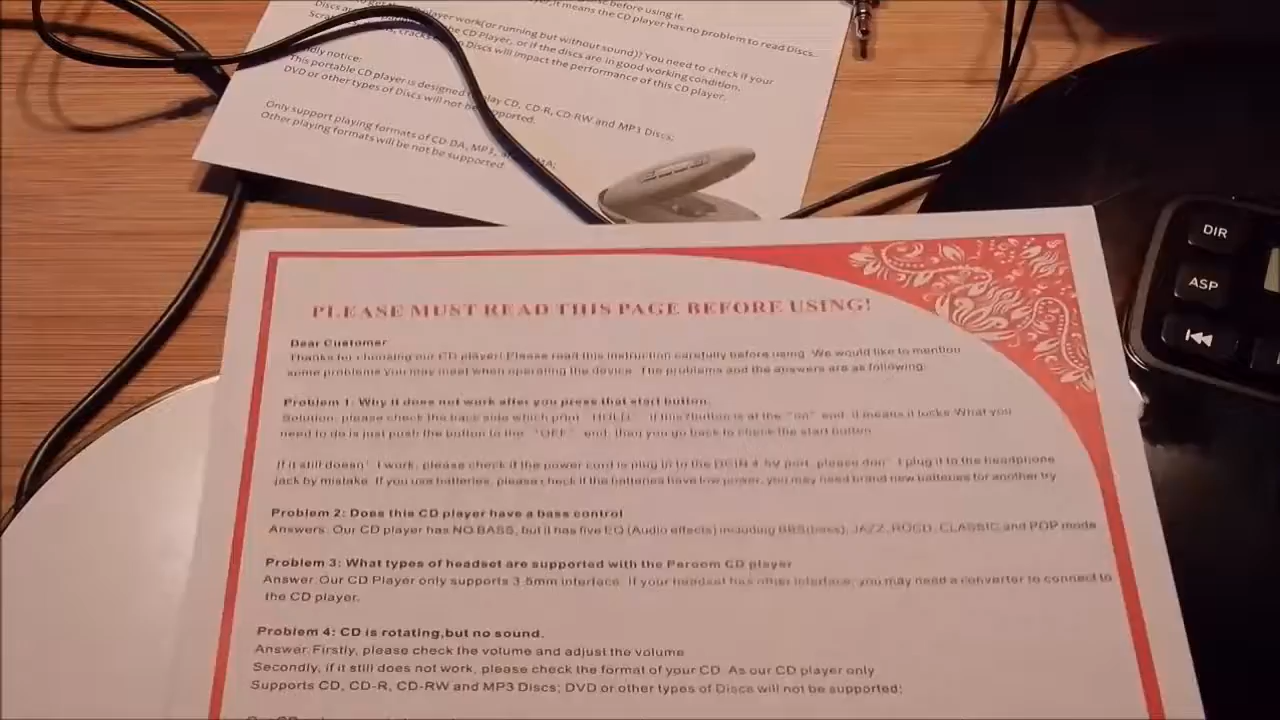 before using it.
player,it means the CD player has no problem to read Discs.
player work(or running but without sound)? You need to check if your
the CD Player, or if the discs are in good working condition.
cracks Discs will impact the performance of this CD player.
notice:
This portable CD player is designed play CD, CD-R, CD-RW and MP3 Discs;
DVD or other types of Discs will not be supported.
Only support playing formats of CD DA, MP3,
Other playing formats will be not be supported
DIR
ASP
PLEASE MUST READ THIS PAGE BEFORE USING!
Dear Customer
Thanks for choosing our CD player! Please read this instruction carefully before using. We would like to mention
some problems you may meet when operating the device. The problems and the answers are as following:
Problem 1: Why it does not work after you press that start button.
Solution: please check the back side which print "HOLD", if this button is at the "on" end, it means it locks. What you
need to do is just push the button to the "OFF" end, then you go back to check the start button
If it still doesn' t work, please check if the power cord is plug in to the DCIN 4.5V port, please don' t plug it to the headphone
jack by mistake. If you use batteries, please check if the batteries have low power, you may need brand new batteries for another try
Problem 2: Does this CD player have a bass control
Answers: Our CD player has NO BASS, but it has five EQ (Audio effects) including BBS(bass), JAZZ, ROCD, CLASSIC and POP mode
Problem 3: What types of headset are supported with the Paroom CD player
Answer:Our CD Player only supports 3.5mm interface. If your headset has other interface, you may need a converter to connect to
the CD player.
Problem 4: CD is rotating,but no sound.
Answer:Firstly, please check the volume and adjust the volume
Secondly, if it still does not work, please check the format of your CD. As our CD player only
Supports CD, CD-R, CD-RW and MP3 Discs; DVD or other types of Discs will not be supported;